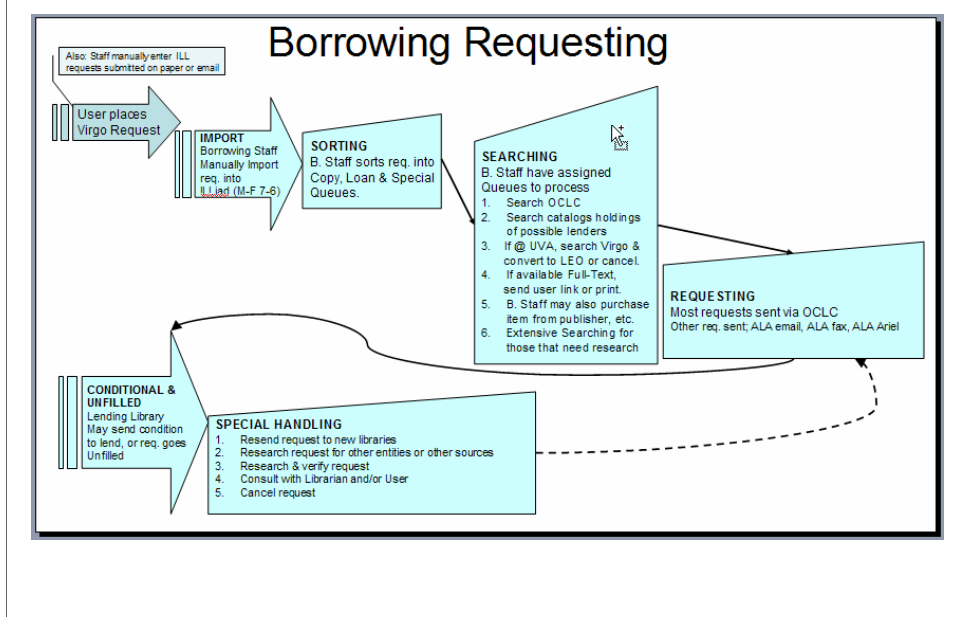 Borrowing Requesting
Also: Staff manually enter ILL
requests submitted on paper or email
User places
Virgo Request
IMPORT
Borrowing Staff
Manually Import
req. into
ILLiad (M-F 7-6)
SORTING
B. Staff sorts req. into
Copy, Loan & Special
Queues.
SEARCHING
B. Staff have assigned
Queues to process
1. Search OCLC
2. Search catalogs holdings
of possible lenders
3. If @ UVA, search Virgo &
convert to LEO or cancel.
4. If available Full-Text,
send user link or print.
5. B. Staff may also purchase
item from publisher, etc.
6. Extensive Searching for
those that need research
REQUESTING
Most requests sent via OCLC
Other req. sent; ALA email, ALA fax, ALA Ariel
CONDITIONAL &
UNFILLED
Lending Library
May send condition
to lend, or req. goes
Unfilled
SPECIAL HANDLING
1. Resend request to new libraries
2. Research request for other entities or other sources
3. Research & verify request
4. Consult with Librarian and/or User
5. Cancel request